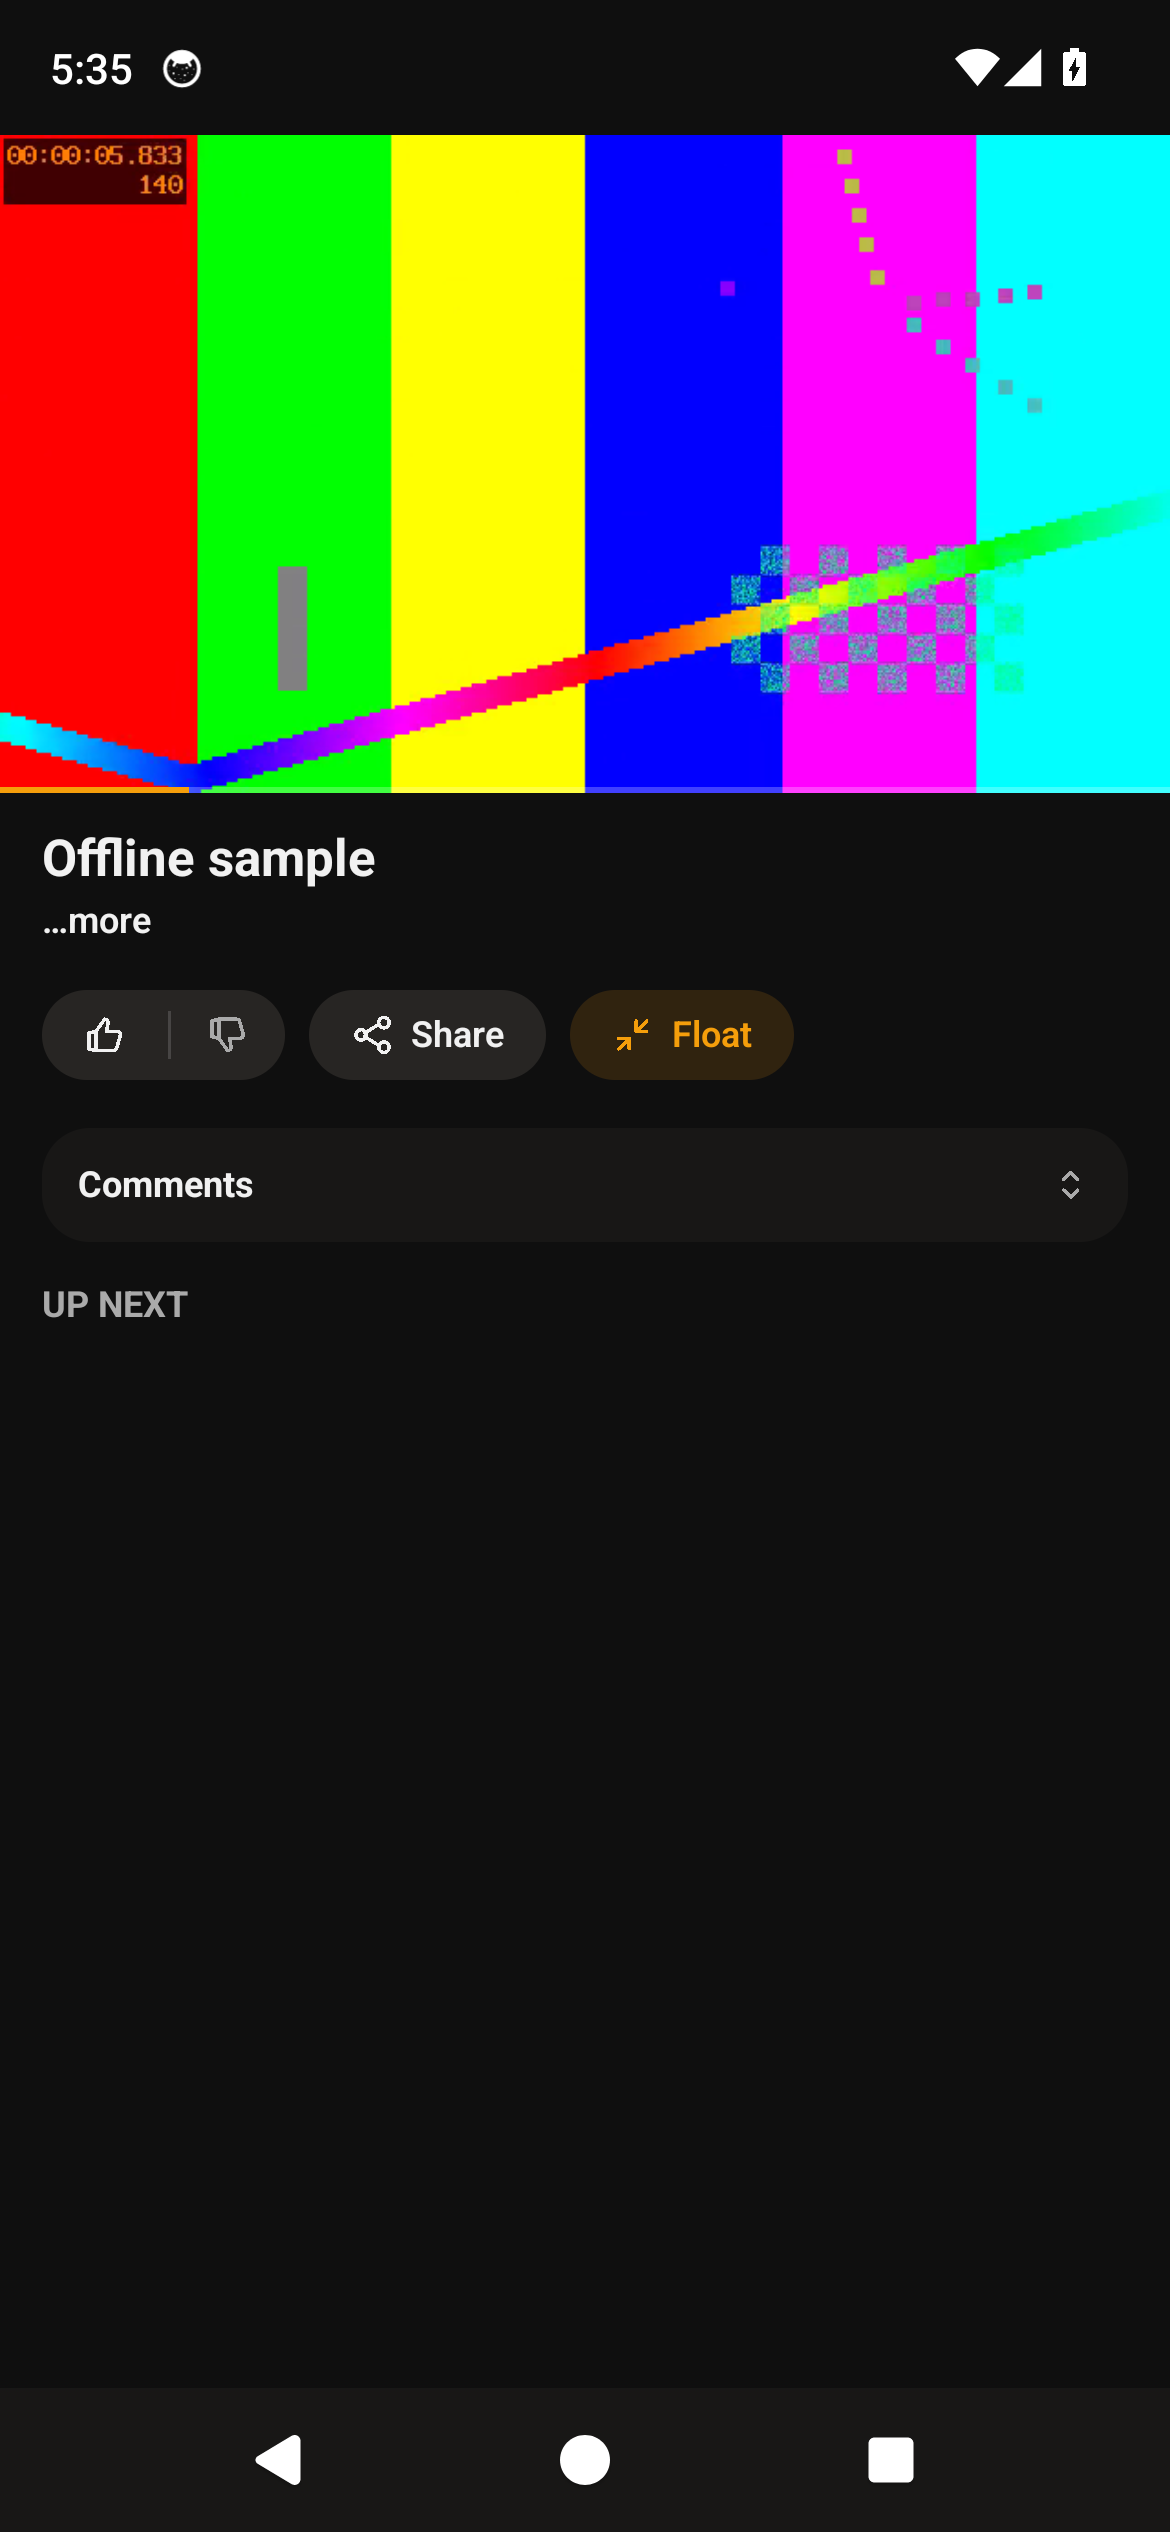 5:35
00:00:05.833
140
Offline sample
...more
Share
Float
Comments
UP NEXT